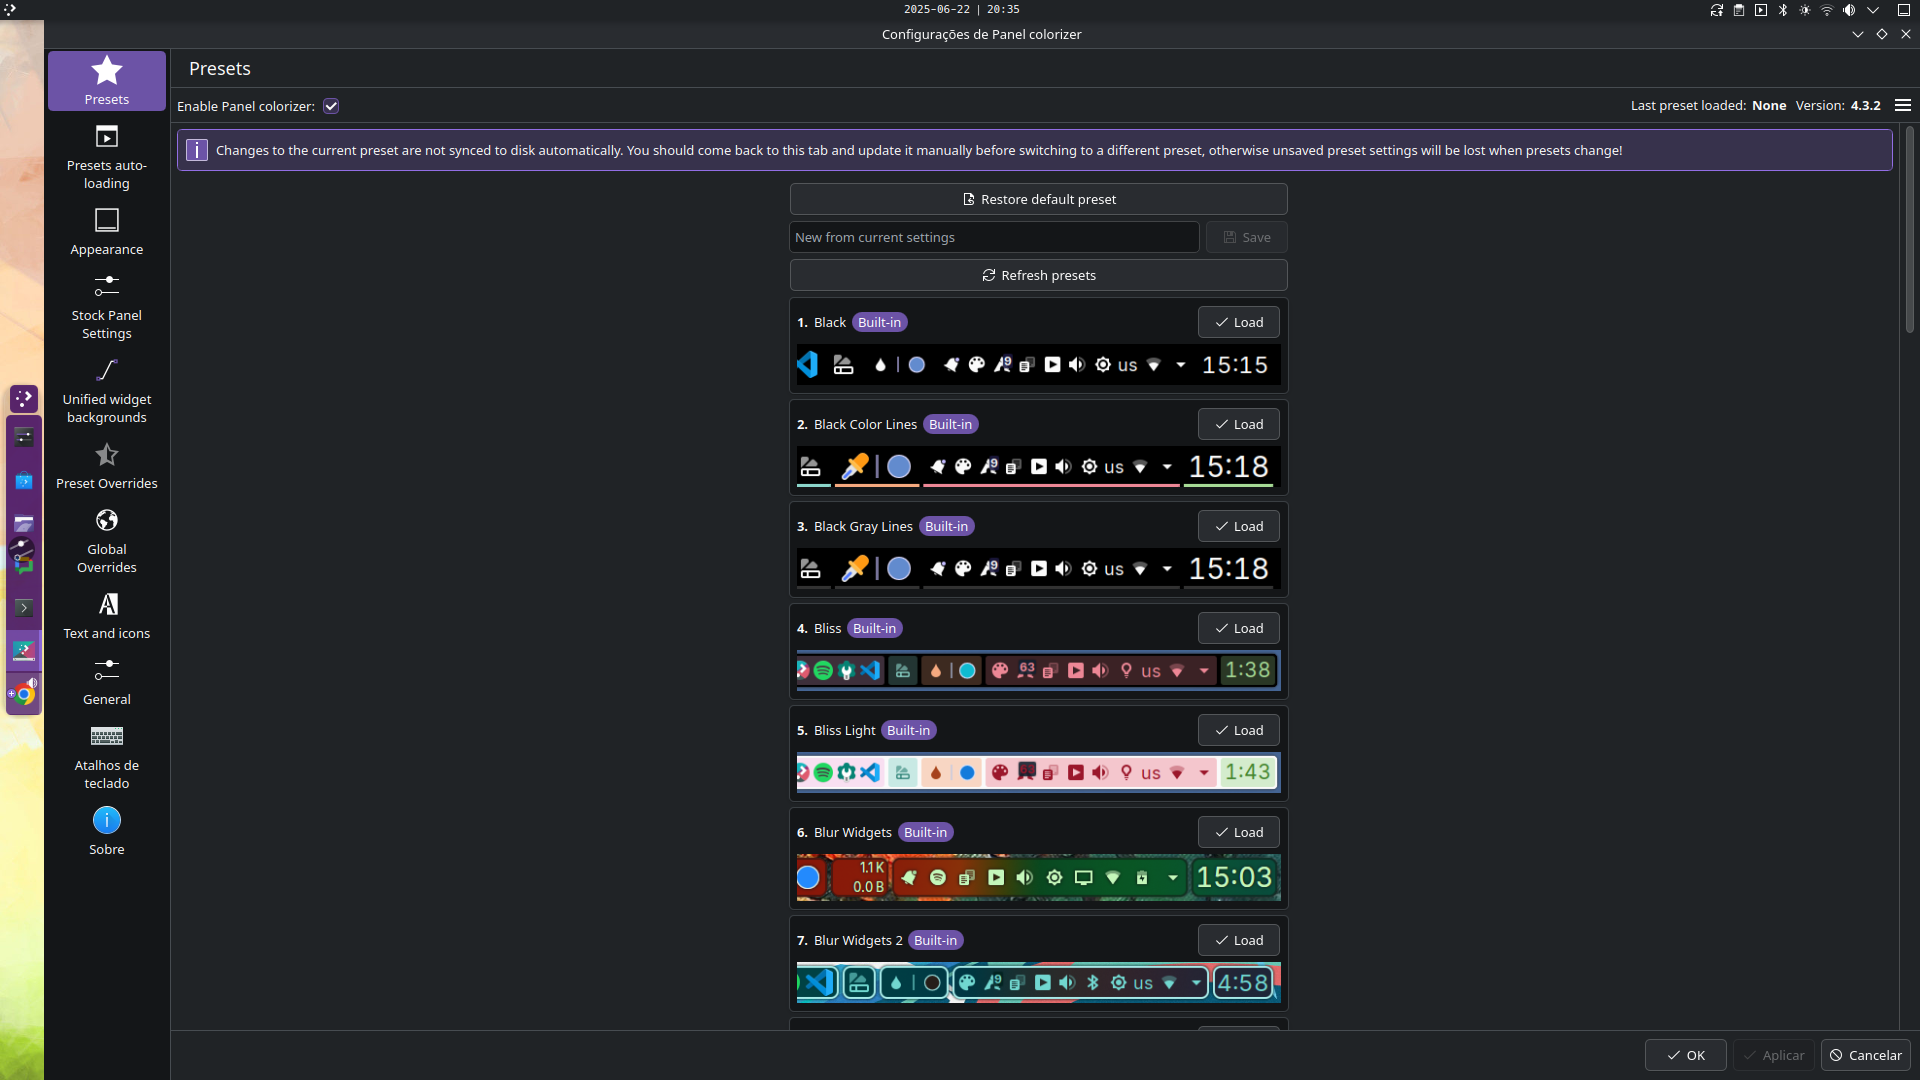 2025-06-22 | 20:35
Configurações de Panel colorizer
Presets
Presets auto-
loading
Appearance
Stock Panel
Settings
Unified widget
backgrounds
Preset Overrides
Global
Overrides
Text and icons
General
Atalhos de
teclado
Sobre
Presets
Enable Panel colorizer:
Last preset loaded: None Version: 4.3.2
Changes to the current preset are not synced to disk automatically. You should come back to this tab and update it manually before switching to a different preset, otherwise unsaved preset settings will be lost when presets change!
Restore default preset
New from current settings Save
Refresh presets
1. Black Built-in Load
us 15:15
2. Black Color Lines Built-in Load
us 15:18
3. Black Gray Lines Built-in Load
us 15:18
4. Bliss Built-in Load
63 us 1:38
5. Bliss Light Built-in Load
us 1:43
6. Blur Widgets Built-in Load
1.1 K
0.0 B
15:03
7. Blur Widgets 2 Built-in Load
us 4:58
OK Aplicar Cancelar